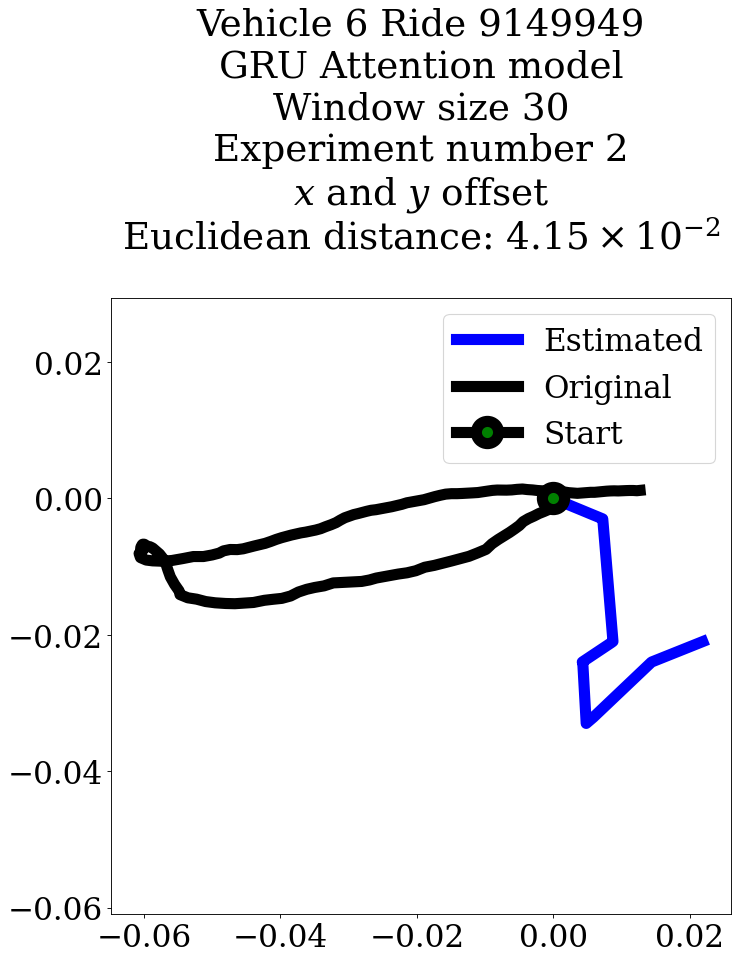 Vehicle 6 Ride 9149949
GRU Attention model
Window size 30
Experiment number 2
x and y offset
Euclidean distance: 4.15 × 10⁻²
Estimated
Original
Start
0.02
0.00
−0.02
−0.04
−0.06
−0.06
−0.04
−0.02
0.00
0.02